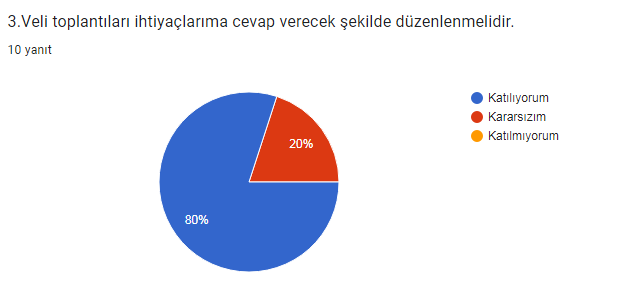 3.Veli toplantıları ihtiyaçlarıma cevap verecek şekilde düzenlenmelidir.
10 yanıt
Katılıyorum
Kararsızım
Katılmıyorum
20%
80%